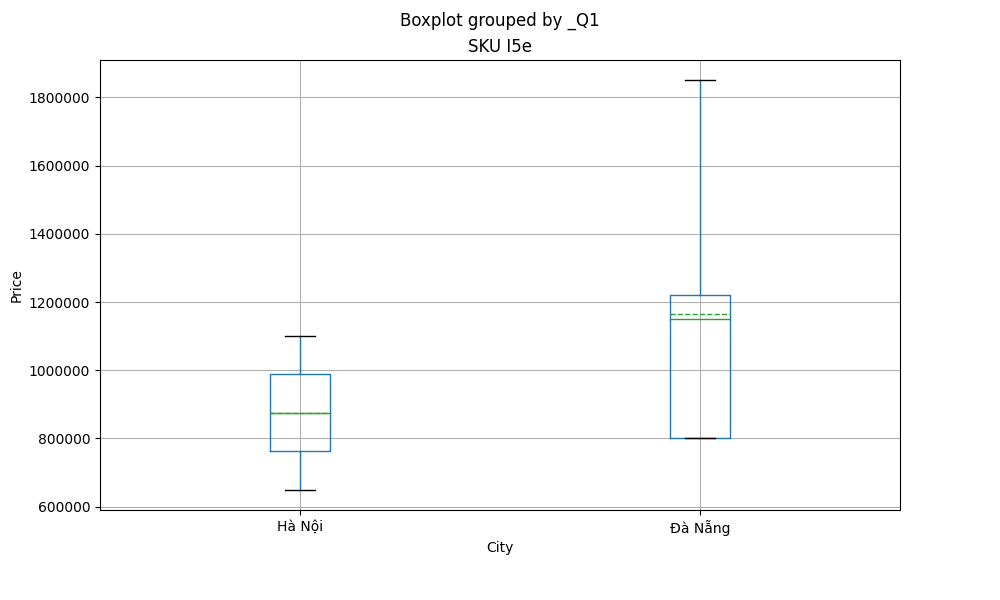 Boxplot grouped by _Q1
SKU I5e
1800000
1600000
1400000
1200000
1000000
800000
600000
Price
Hà Nội
Đà Nẵng
City